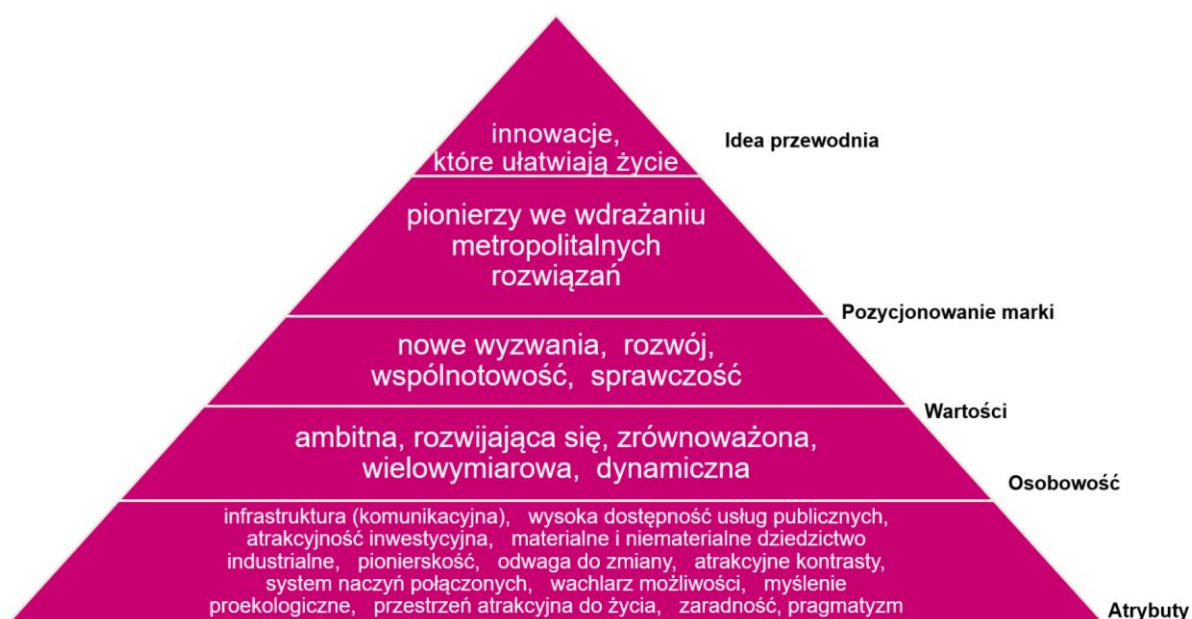 innowacje,
które ułatwiają życie
Idea przewodnia
pionierzy we wdrażaniu
metropolitalnych
rozwiązań
Pozycjonowanie marki
nowe wyzwania, rozwój,
wspólnotowość, sprawczość
Wartości
ambitna, rozwijająca się, zrównoważona,
wielowymiarowa, dynamiczna
Osobowość
infrastruktura (komunikacyjna), wysoka dostępność usług publicznych,
atrakcyjność inwestycyjna, materialne i niematerialne dziedzictwo
industrialne, pionierskość, odwaga do zmiany, atrakcyjne kontrasty,
system naczyń połączonych, wachlarz możliwości, myślenie
proekologiczne, przestrzeń atrakcyjna do życia, zaradność, pragmatyzm
Atrybuty